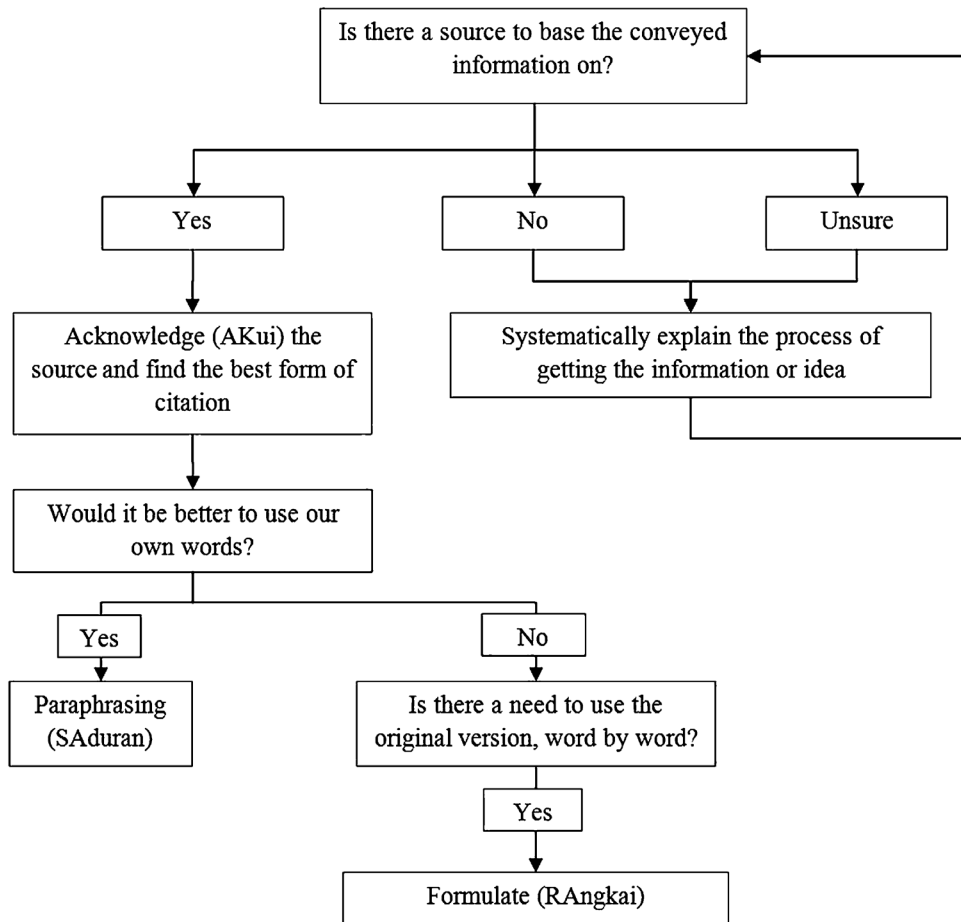 Is there a source to base the conveyed
information on?
Yes
No
Unsure
Acknowledge (AKui) the
source and find the best form of
citation
Systematically explain the process of
getting the information or idea
Would it be better to use our
own words?
Yes
No
Paraphrasing
(SAduran)
Is there a need to use the
original version, word by word?
Yes
Formulate (RAngkai)